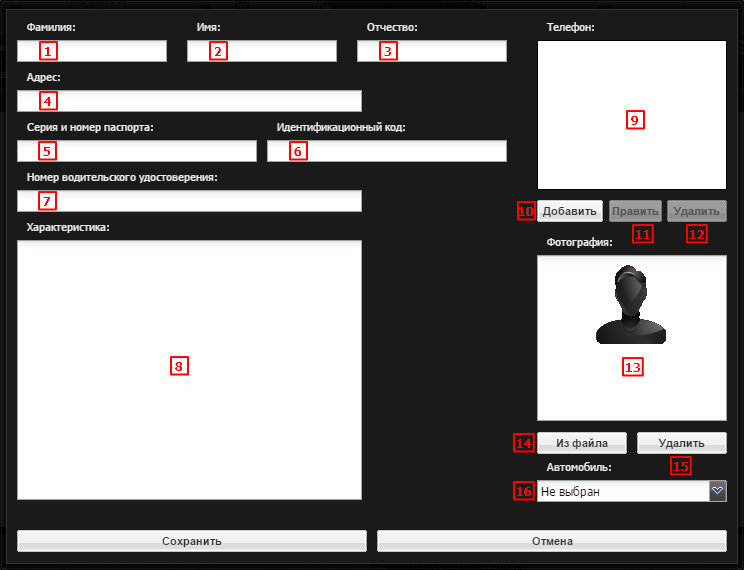 Фамилия:
Имя:
Отчество:
1
2
3
Адрес:
4
Серия и номер паспорта:
Идентификационный код:
5
6
Номер водительского удостоверения:
7
Характеристика:
8
Телефон:
9
10 Добавить
Править
Удалить
11
12
Фотография:
13
14 Из файла
Удалить
Автомобиль:
15
16 Не выбран
Сохранить
Отмена